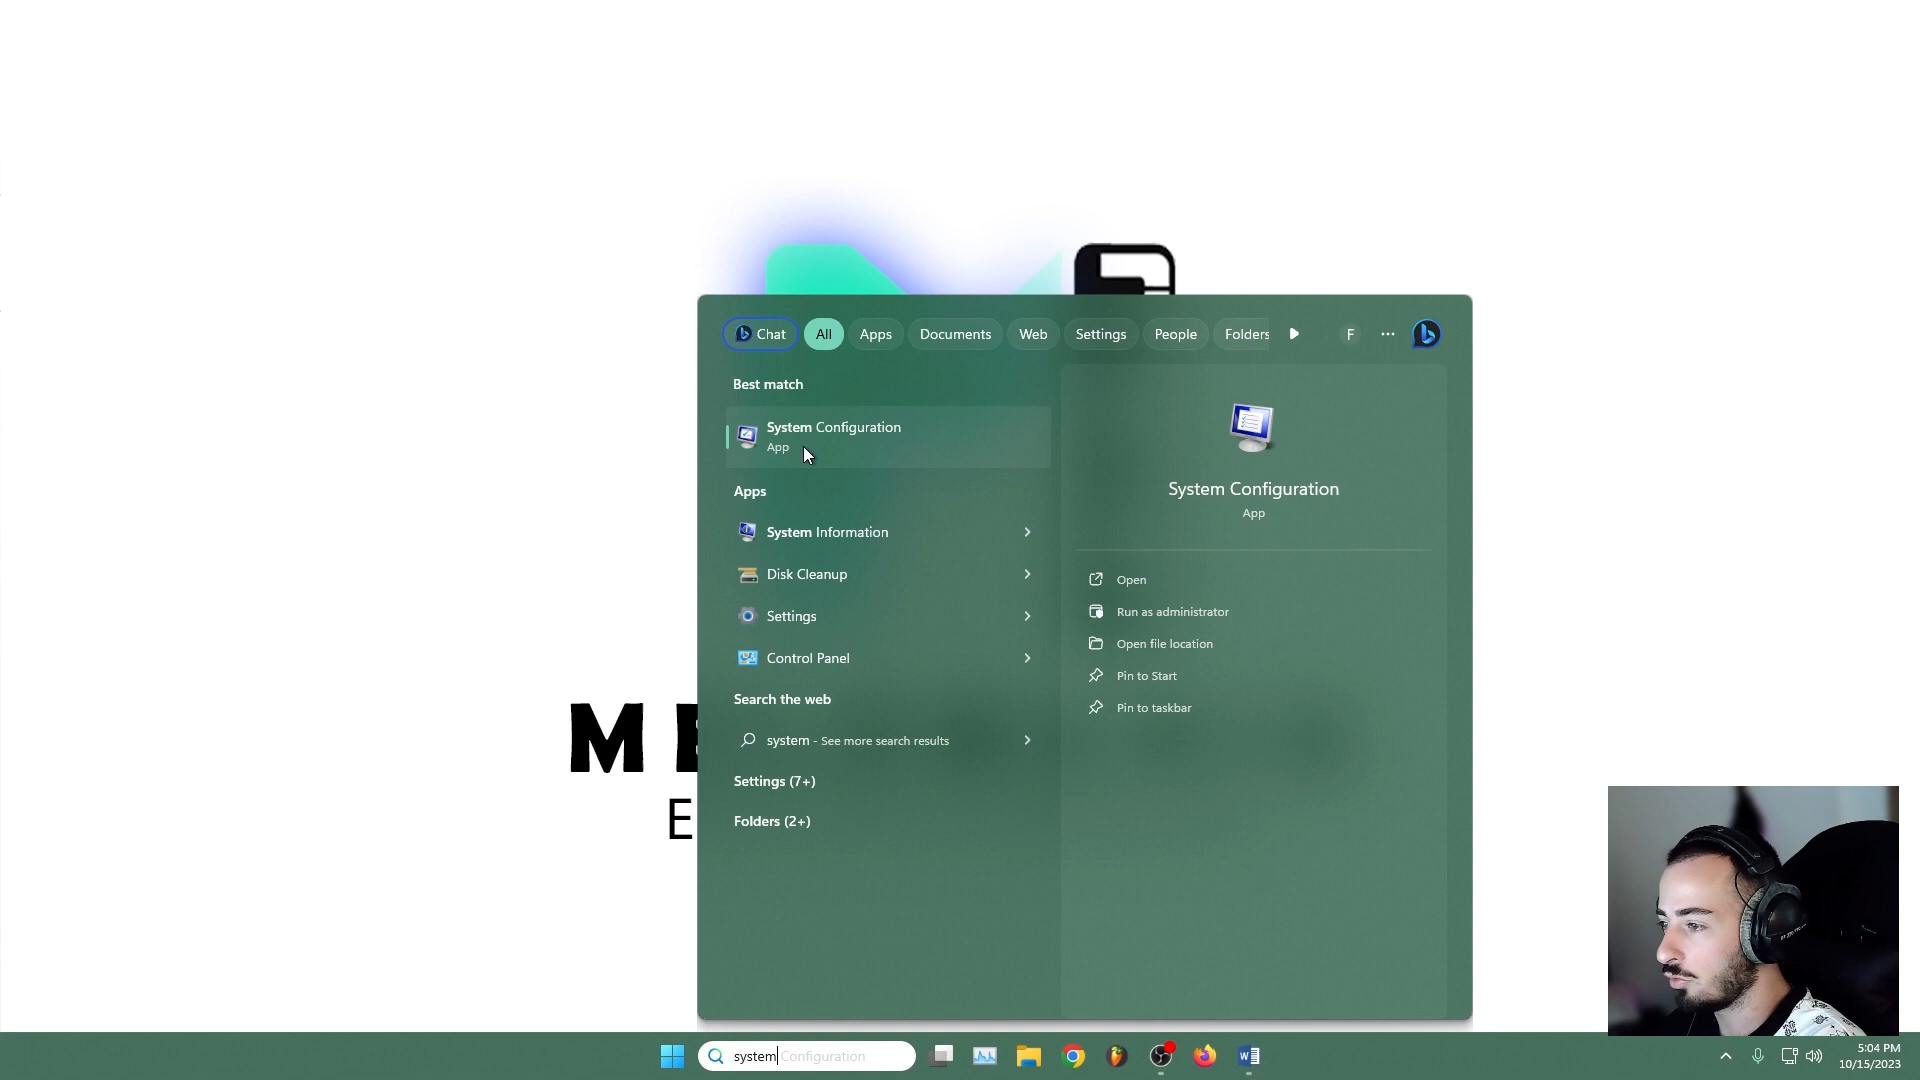 Chat
All
Apps
Documents
Web
Settings
People
Folders
F
Best match
System Configuration
App
Apps
System Information
Disk Cleanup
Settings
Control Panel
Search the web
system - See more search results
Settings (7+)
Folders (2+)
System Configuration
App
Open
Run as administrator
Open file location
Pin to Start
Pin to taskbar
M E
E
system Configuration
5:04 PM
10/15/2023